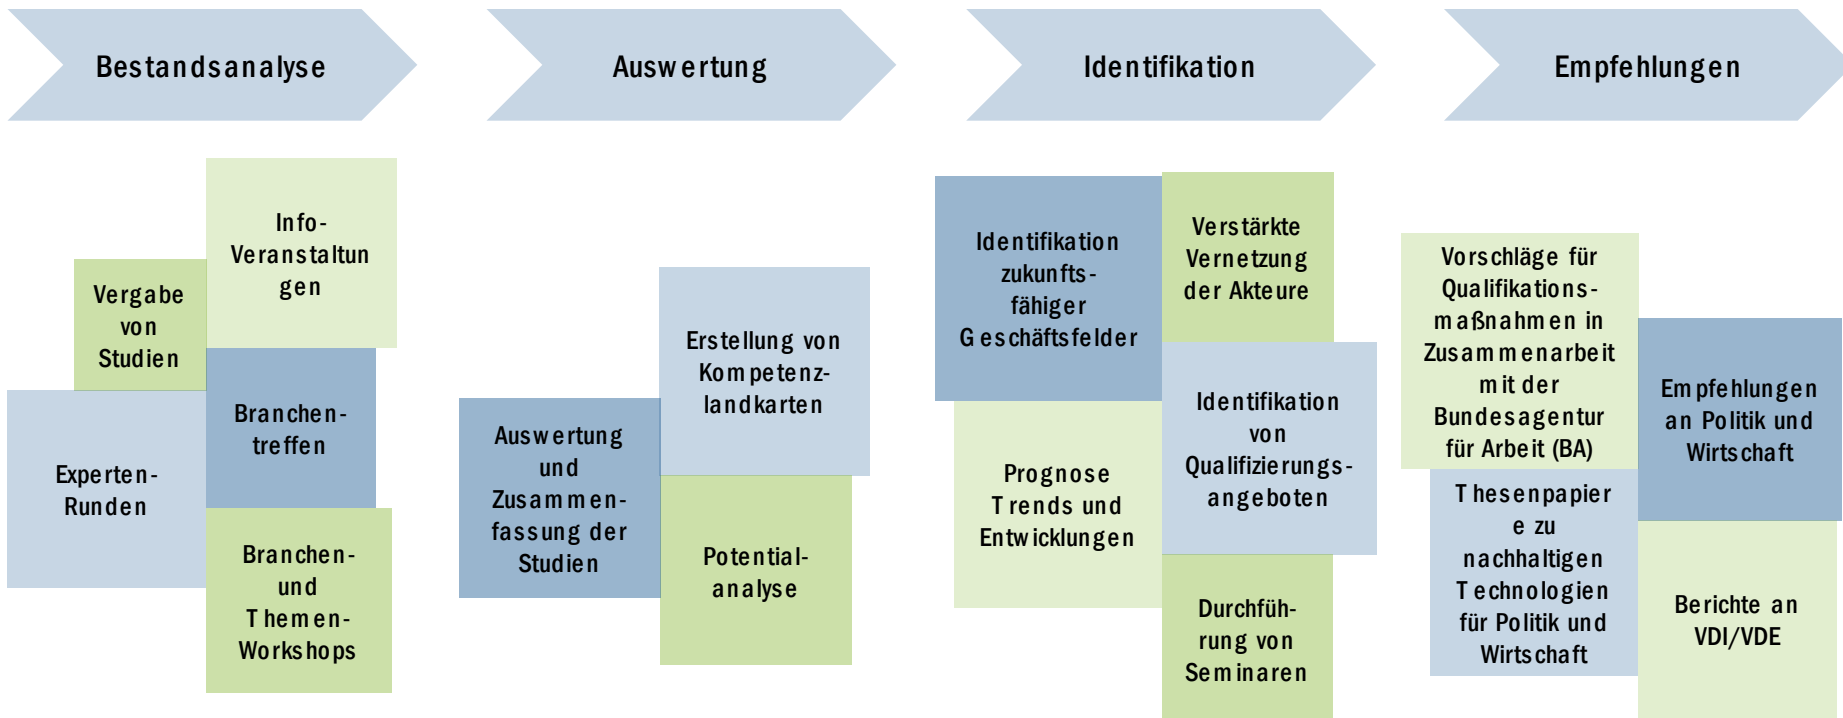 Bestandsanalyse
Auswertung
Identifikation
Empfehlungen
Info-
Veranstaltun
gen
Vergabe
von
Studien
Branchen-
treffen
Experten-
Runden
Branchen-
und
Themen-
Workshops
Erstellung von
Kompetenz-
landkarten
Auswertung
und
Zusammen-
fassung der
Studien
Potential-
analyse
Identifikation
zukunfts-
fähiger
Geschäftsfelder
Verstärkte
Vernetzung
der Akteure
Identifikation
von
Qualifizierungs-
angeboten
Prognose
Trends und
Entwicklungen
Durchfüh-
rung von
Seminaren
Vorschläge für
Qualifikations-
maßnahmen in
Zusammenarbeit
mit der
Bundesagentur
für Arbeit (BA)
Empfehlungen
an Politik und
Wirtschaft
Thesenpapier
e zu
nachhaltigen
Technologien
für Politik und
Wirtschaft
Berichte an
VDI/VDE